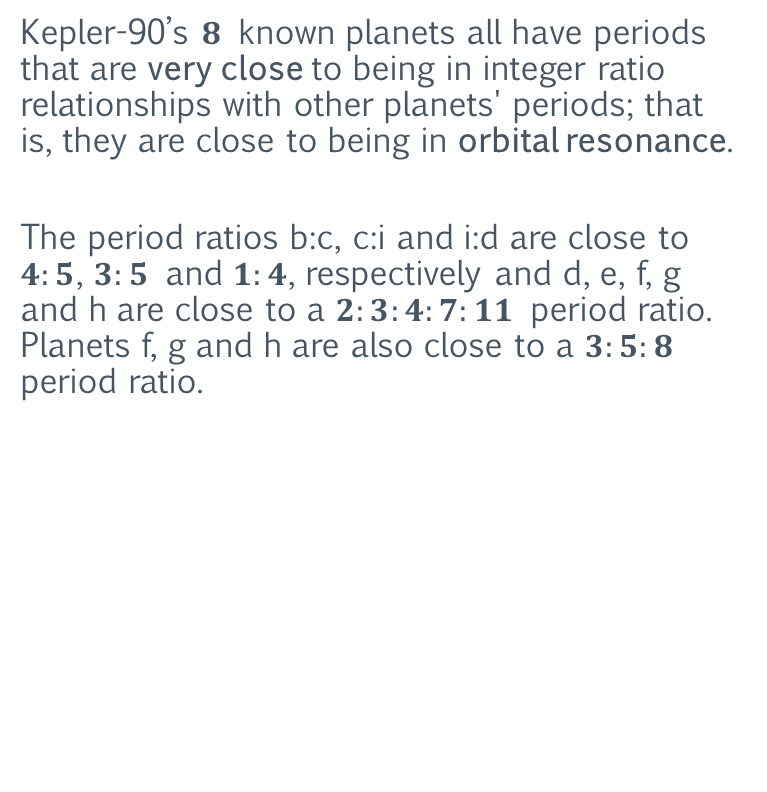 Kepler-90’s 8 known planets all have periods
that are very close to being in integer ratio
relationships with other planets' periods; that
is, they are close to being in orbital resonance.
The period ratios b:c, c:i and i:d are close to
4:5, 3:5 and 1:4, respectively and d, e, f, g
and h are close to a 2:3:4:7:11 period ratio.
Planets f, g and h are also close to a 3:5:8
period ratio.